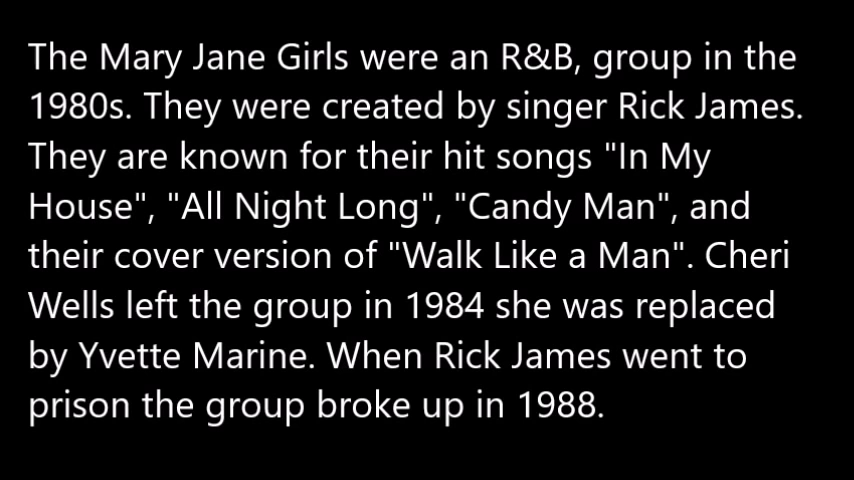 The Mary Jane Girls were an R&B, group in the
1980s. They were created by singer Rick James.
They are known for their hit songs "In My
House", "All Night Long", "Candy Man", and
their cover version of "Walk Like a Man". Cheri
Wells left the group in 1984 she was replaced
by Yvette Marine. When Rick James went to
prison the group broke up in 1988.